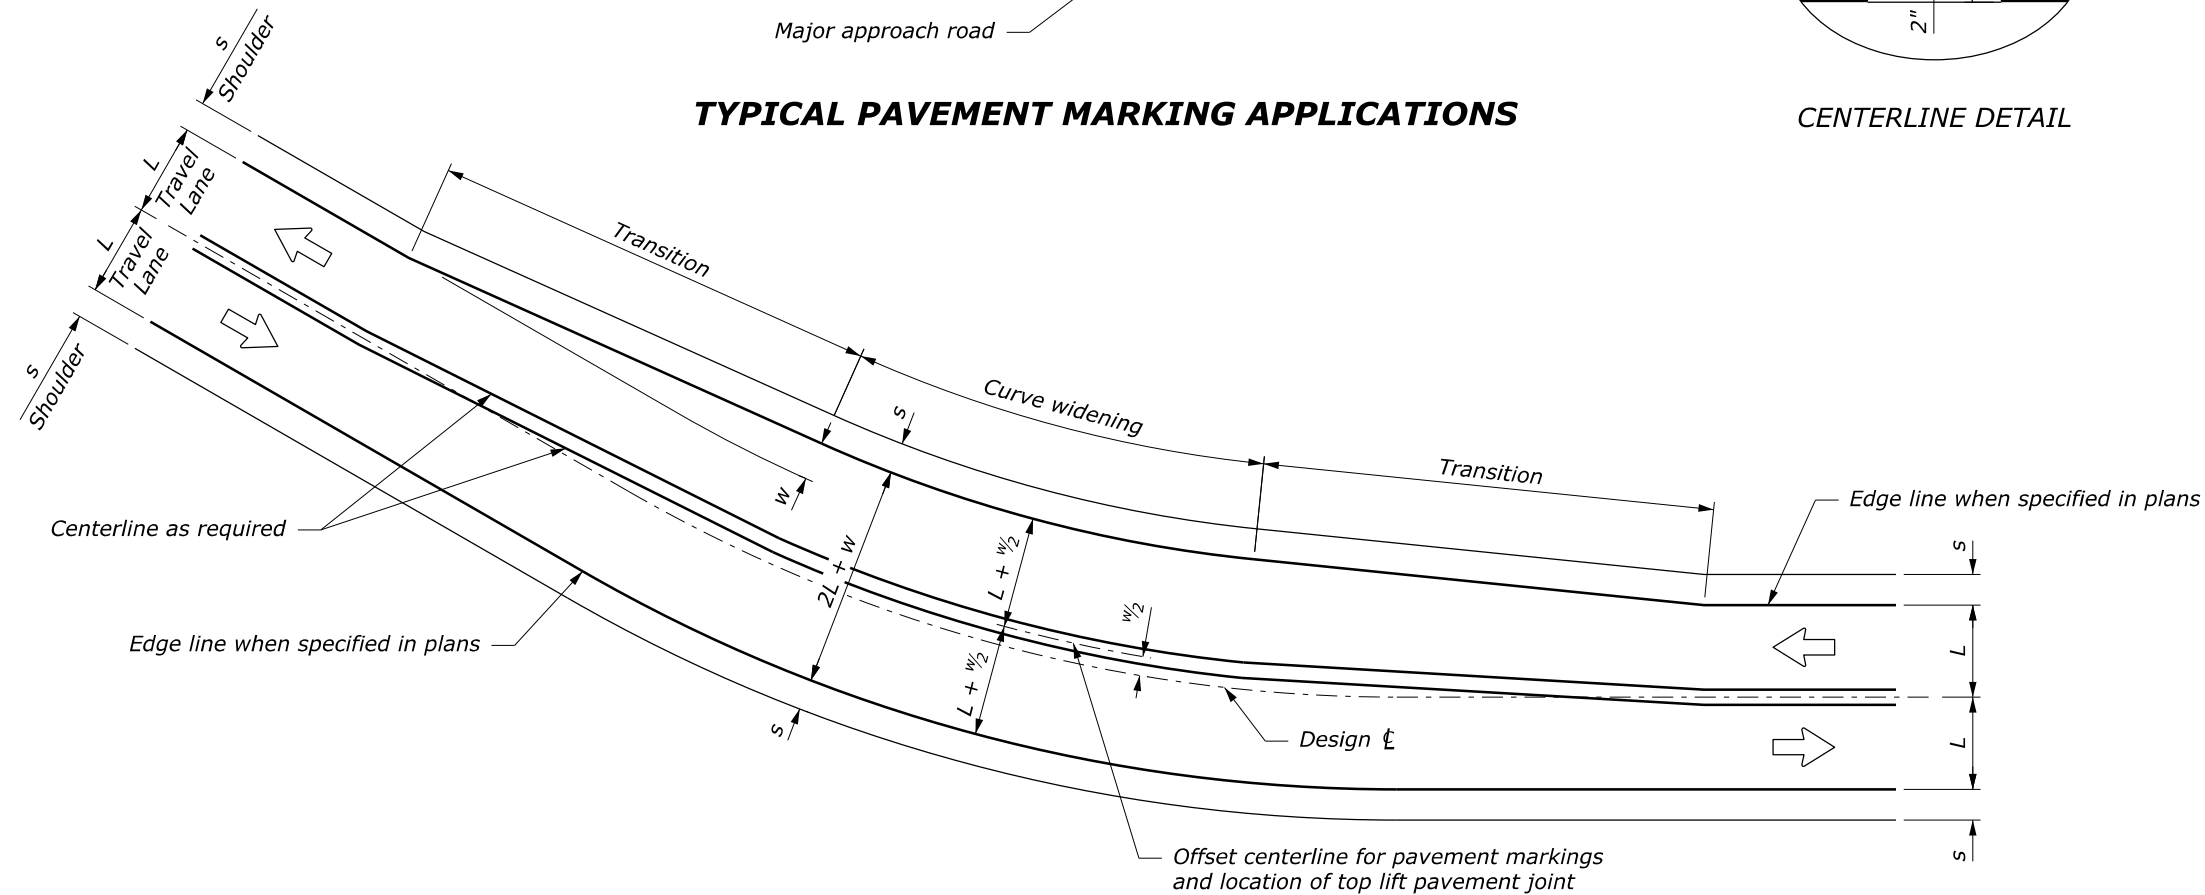 Major approach road
2"
TYPICAL PAVEMENT MARKING APPLICATIONS
CENTERLINE DETAIL
s
Shoulder
L
Travel
Lane
L
Travel
Lane
s
Shoulder
Transition
Curve widening
Transition
s
w
2L + w
L + w/2
L + w/2
w/2
s
Centerline as required
Edge line when specified in plans
Edge line when specified in plans
s
L
L
s
Design ℄
Offset centerline for pavement markings
and location of top lift pavement joint